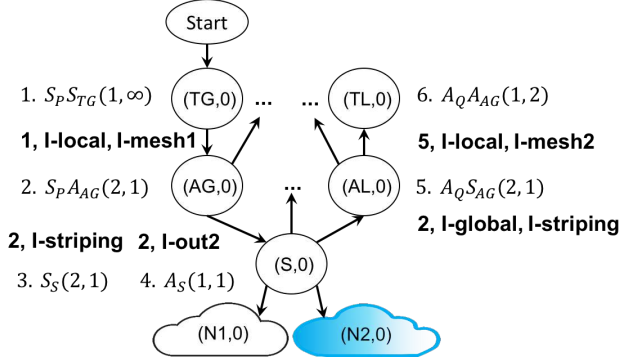 Start
1. S_P S_TG(1,∞)
(TG,0)
...
...
(TL,0)
6. A_Q A_AG(1,2)
1, I-local, I-mesh1
5, I-local, I-mesh2
2. S_P A_AG(2,1)
(AG,0)
...
(AL,0)
5. A_Q S_AG(2,1)
2, I-global, I-striping
2, I-striping
2, I-out2
(S,0)
3. S_S(2,1)
4. A_S(1,1)
(N1,0)
(N2,0)